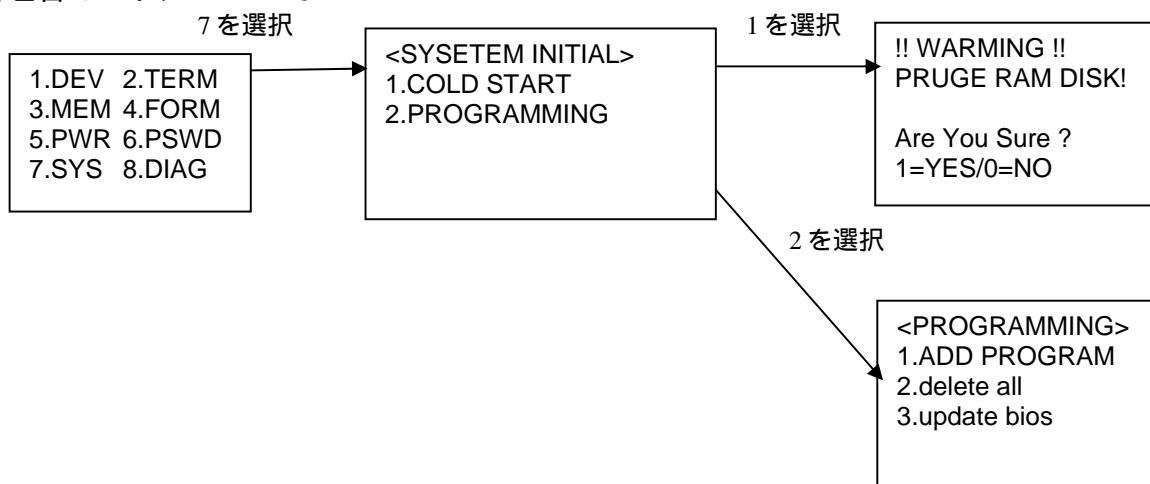 7 を選択
1.DEV 2.TERM
3.MEM 4.FORM
5.PWR 6.PSWD
7.SYS 8.DIAG
<SYSETEM INITIAL>
1.COLD START
2.PROGRAMMING
1 を選択
!! WARMING !!
PRUGE RAM DISK!
Are You Sure ?
1=YES/0=NO
2 を選択
<PROGRAMMING>
1.ADD PROGRAM
2.delete all
3.update bios